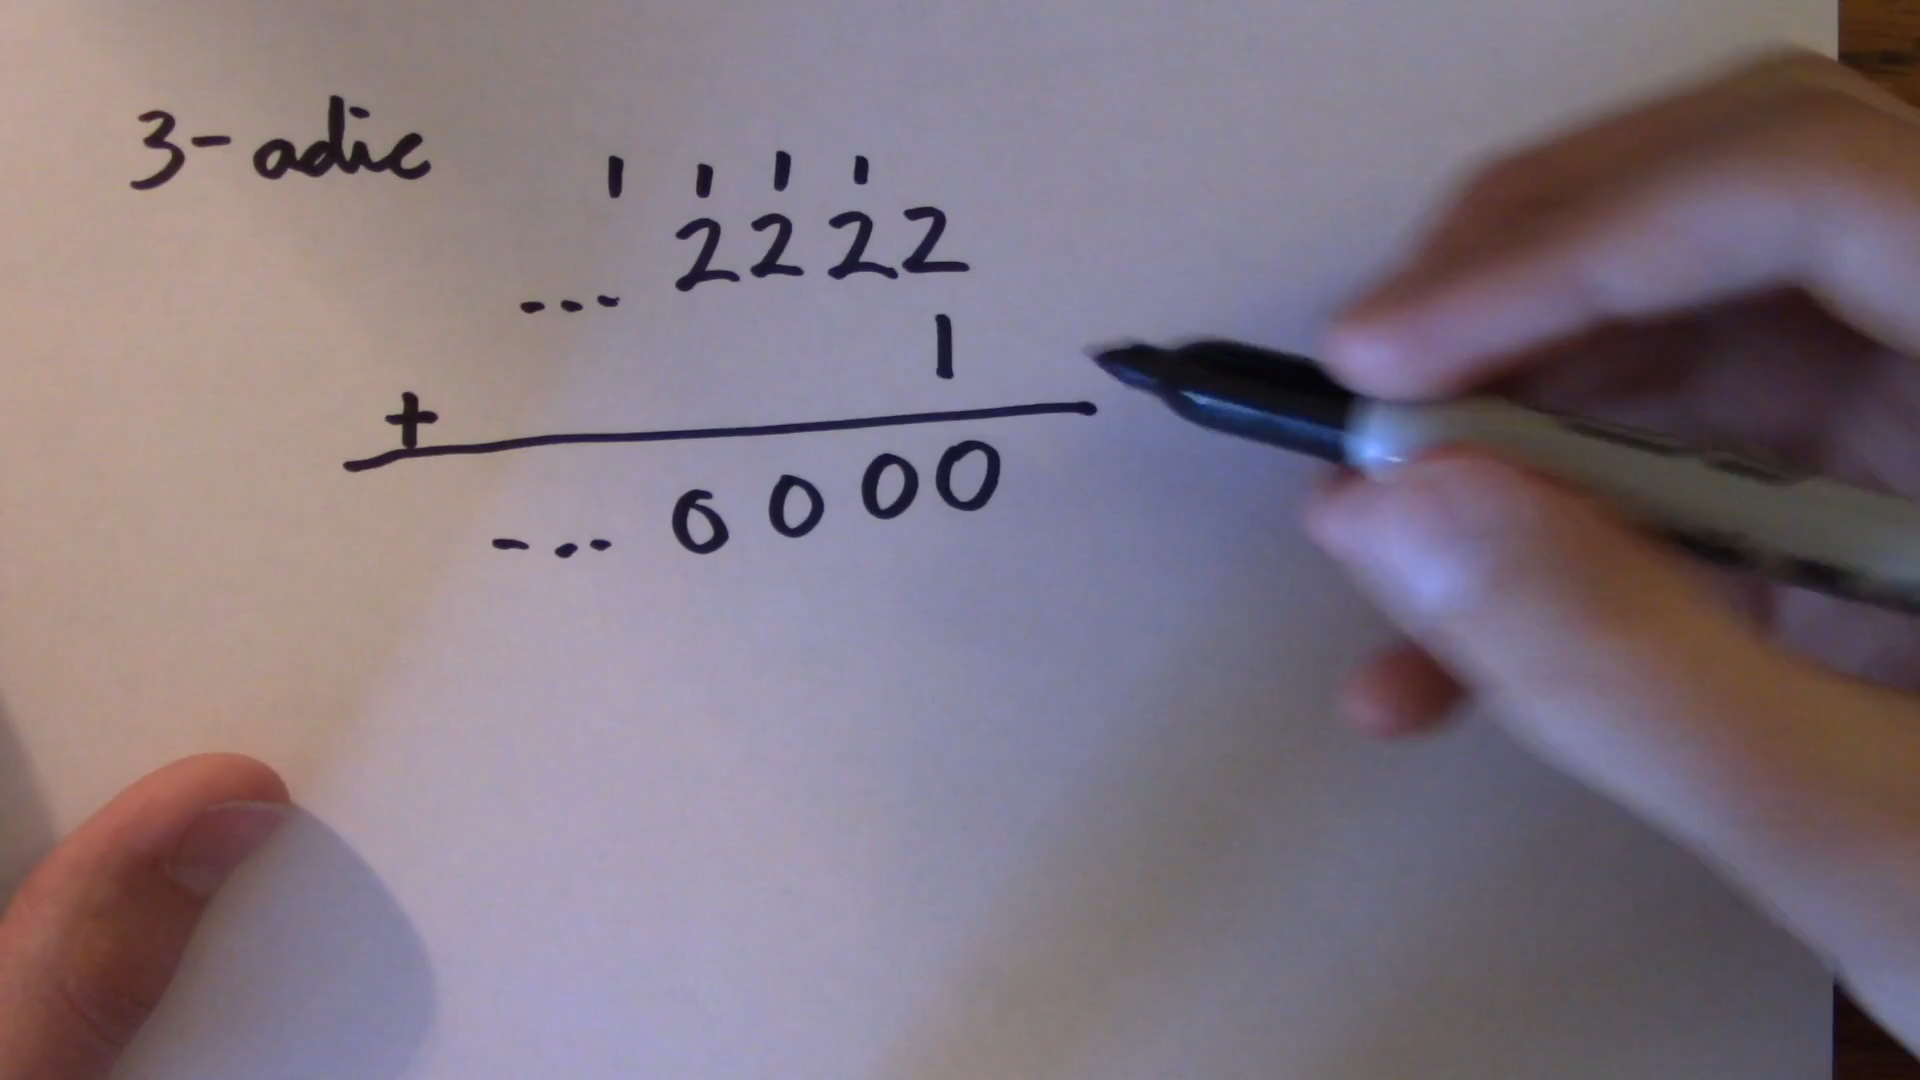 3-adic
1 1 1 1
... 2222
1
+
... 0000